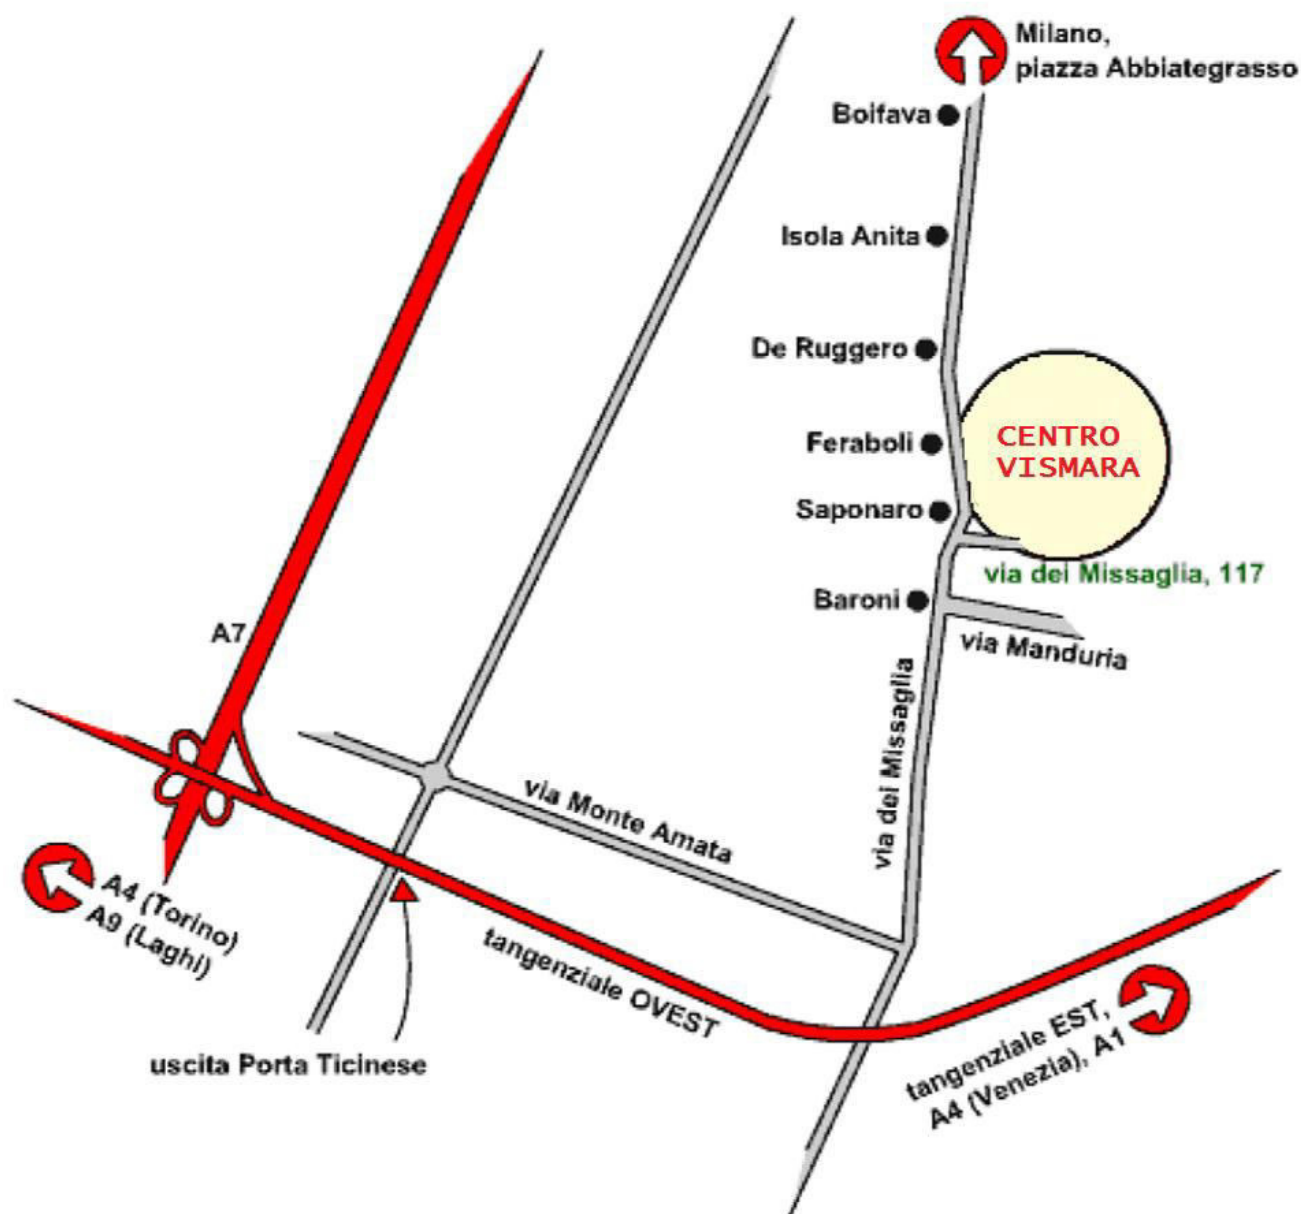 Milano,
piazza Abbiategrasso
Boifava
Isola Anita
De Ruggero
Feraboli
CENTRO
VISMARA
Saponaro
via dei Missaglia, 117
Baroni
via Manduria
A7
via dei Missaglia
via Monte Amata
A4 (Torino)
A9 (Laghi)
tangenziale OVEST
uscita Porta Ticinese
tangenziale EST,
A4 (Venezia), A1